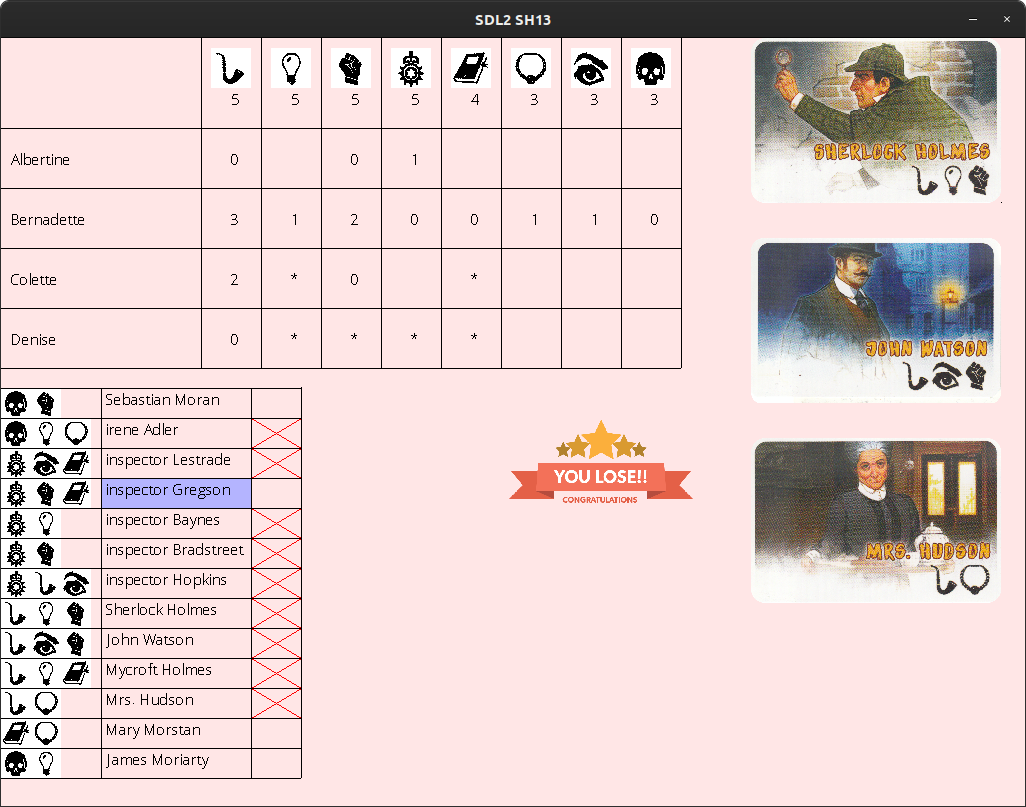 SDL2 SH13
5 5 5 5 4 3 3 3
Albertine 0 0 1
Bernadette 3 1 2 0 0 1 1 0
Colette 2 * 0 *
Denise 0 * * * *
Sebastian Moran
irene Adler
inspector Lestrade
inspector Gregson
inspector Baynes
inspector Bradstreet
inspector Hopkins
Sherlock Holmes
John Watson
Mycroft Holmes
Mrs. Hudson
Mary Morstan
James Moriarty
YOU LOSE!!
CONGRATULATIONS
SHERLOCK HOLMES
JOHN WATSON
MRS. HUDSON